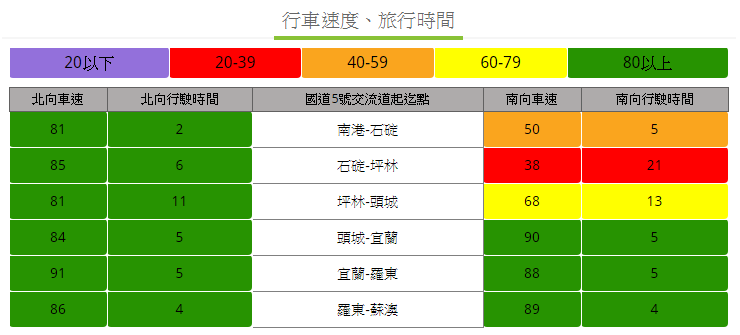 行車速度、旅行時間
20以下 20-39 40-59 60-79 80以上
北向車速 北向行駛時間 國道5號交流道起迄點 南向車速 南向行駛時間
81 2 南港-石碇 50 5
85 6 石碇-坪林 38 21
81 11 坪林-頭城 68 13
84 5 頭城-宜蘭 90 5
91 5 宜蘭-羅東 88 5
86 4 羅東-蘇澳 89 4